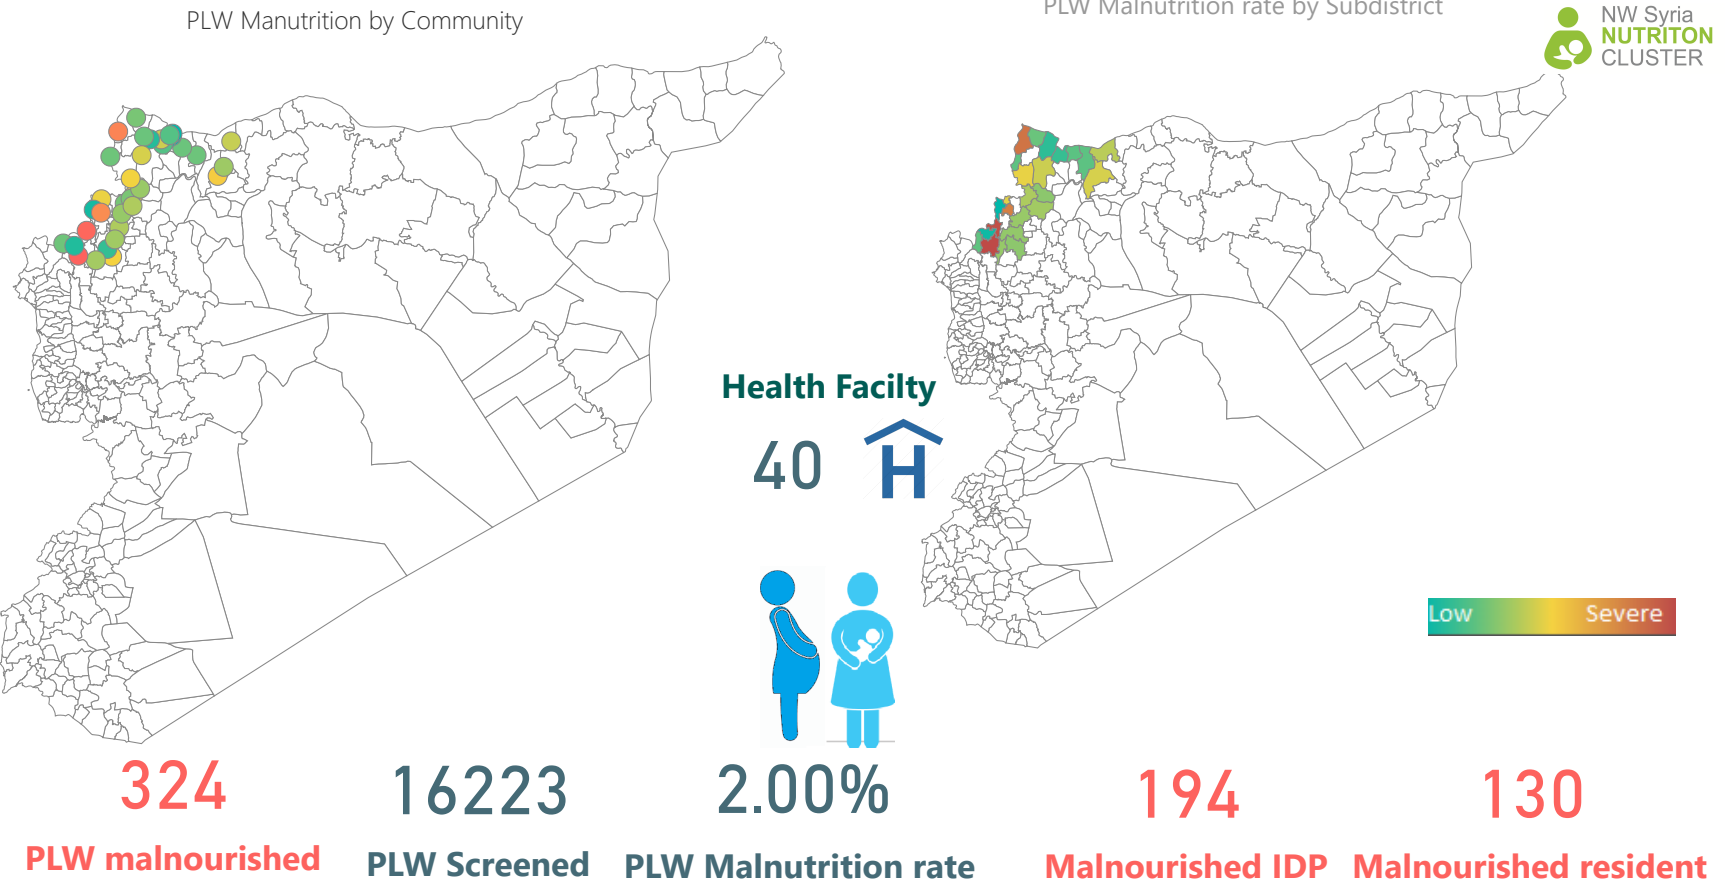 PLW Manutrition by Community
PLW Malnutrition rate by Subdistrict
NW Syria
NUTRITON
CLUSTER
Health Facilty
40
H
Low
Severe
324
16223
2.00%
194
130
PLW malnourished
PLW Screened
PLW Malnutrition rate
Malnourished IDP
Malnourished resident